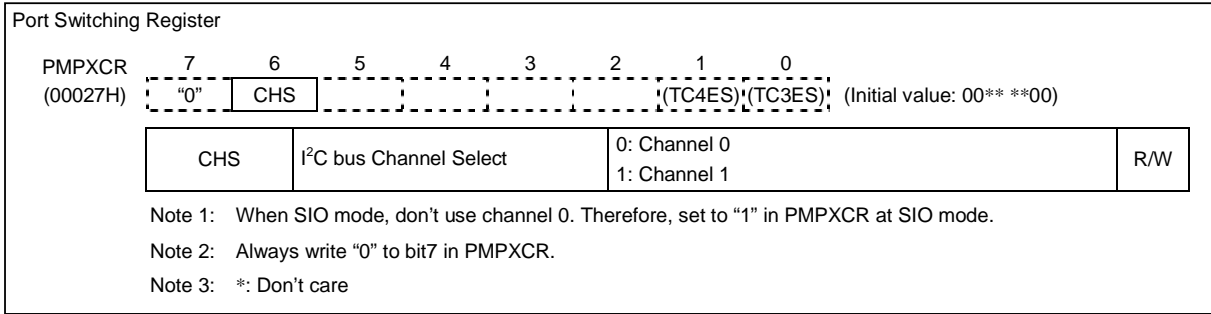 Port Switching Register
PMPXCR 7 6 5 4 3 2 1 0
(00027H) “0” CHS (TC4ES) (TC3ES) (Initial value: 00** **00)
CHS I²C bus Channel Select 0: Channel 0 R/W
1: Channel 1
Note 1: When SIO mode, don’t use channel 0. Therefore, set to “1” in PMPXCR at SIO mode.
Note 2: Always write “0” to bit7 in PMPXCR.
Note 3: *: Don’t care